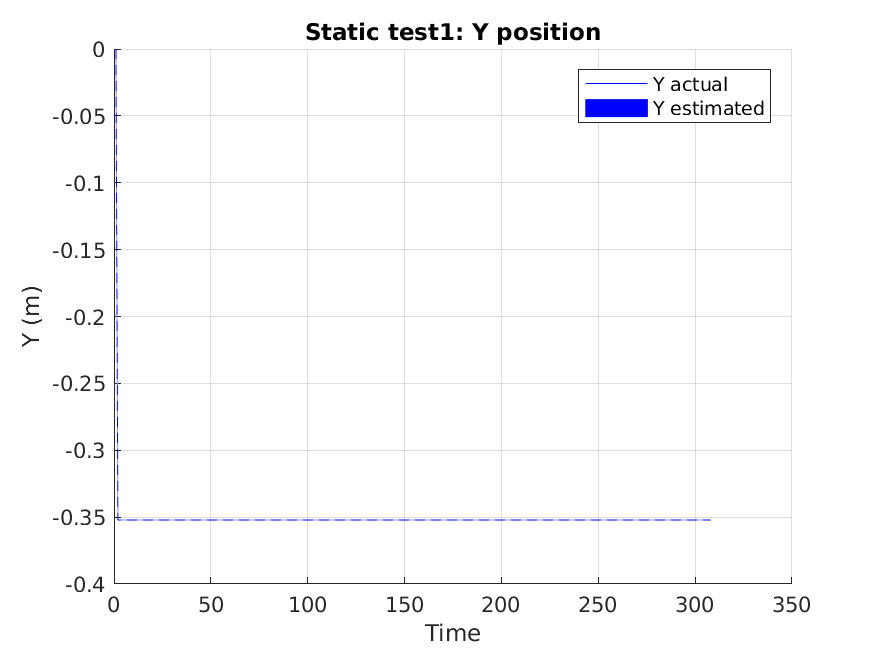 Static test1: Y position
Y actual
Y estimated
0
-0.05
-0.1
-0.15
-0.2
-0.25
-0.3
-0.35
-0.4
Y (m)
0 50 100 150 200 250 300 350
Time